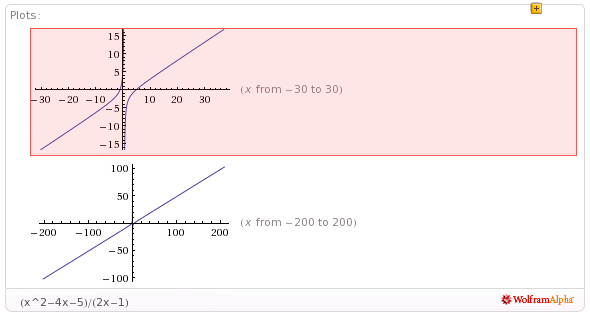 Plots:
15
10
5
−30 −20 −10 10 20 30
−5
−10
−15
(x from −30 to 30)
100
50
−200 −100 100 200
−50
−100
(x from −200 to 200)
(x^2−4x−5)/(2x−1)
WolframAlpha